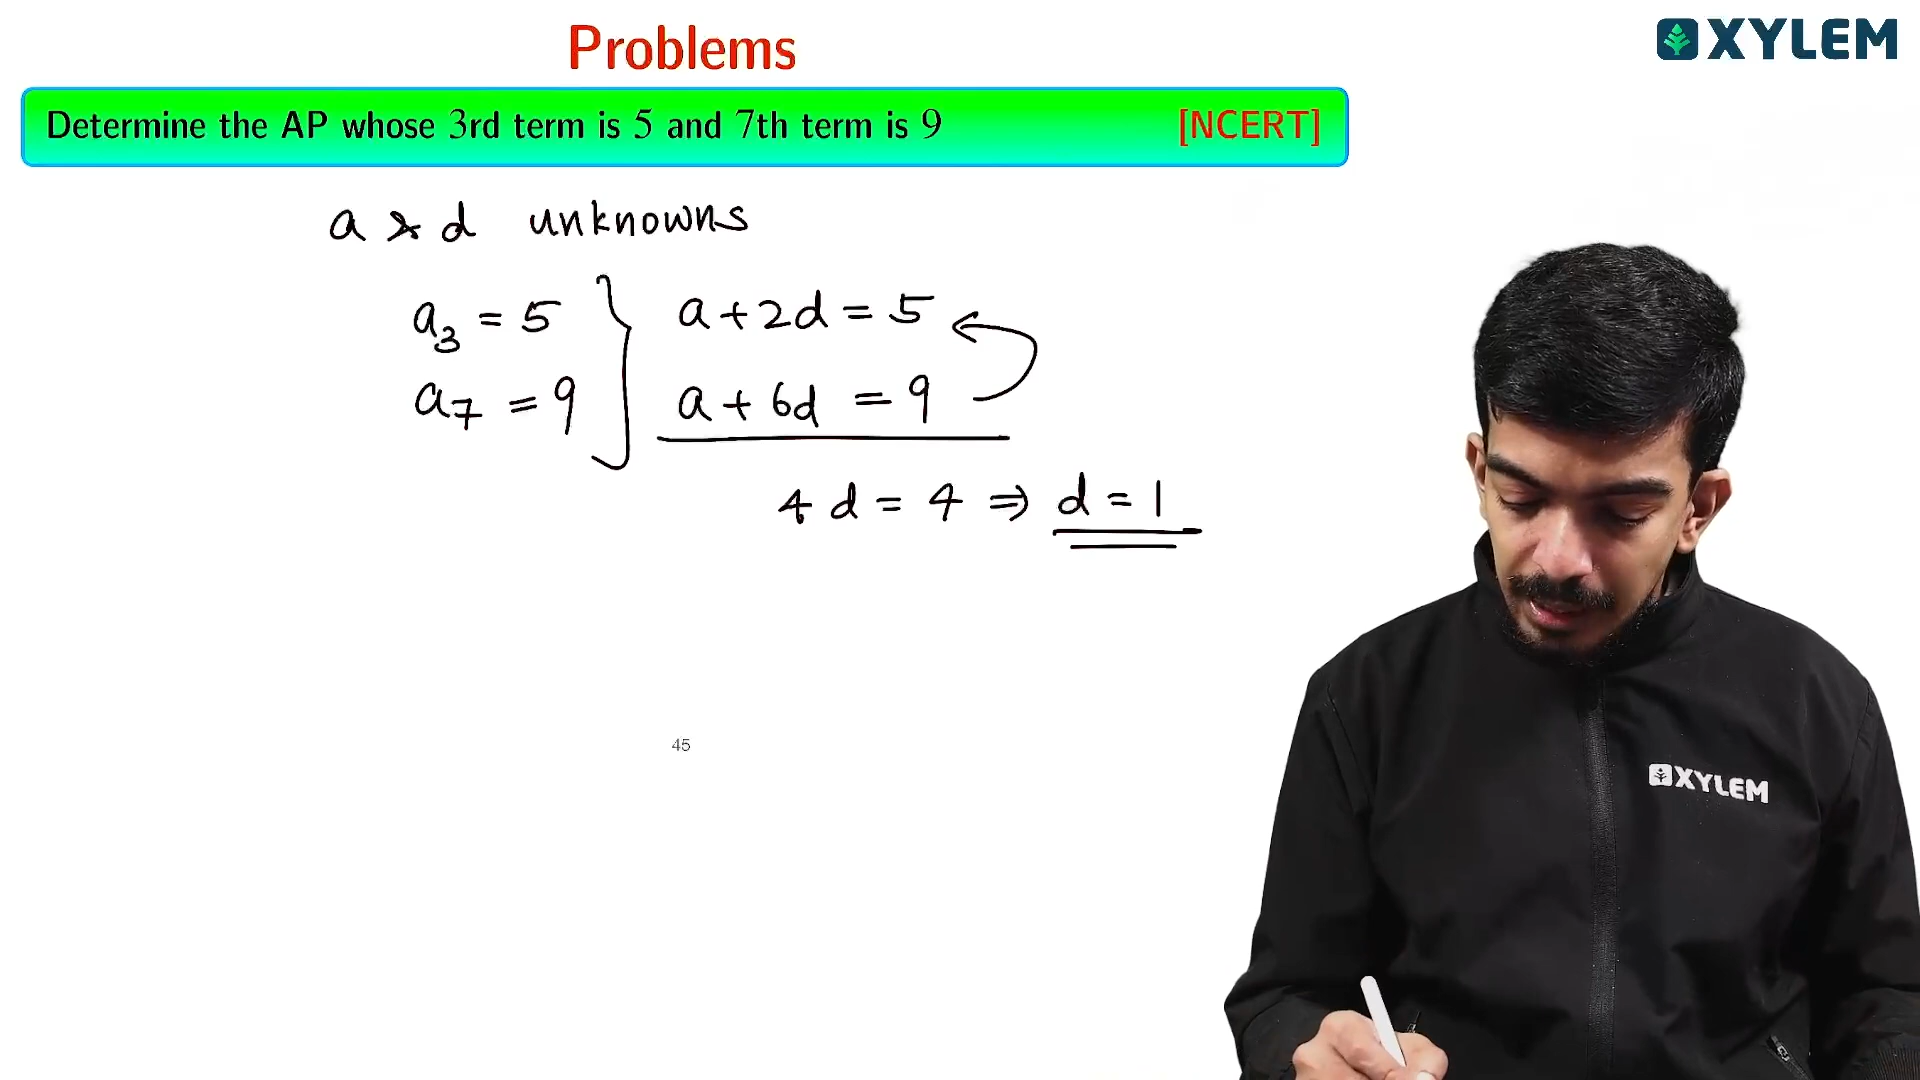 Problems
XYLEM
Determine the AP whose 3rd term is 5 and 7th term is 9 [NCERT]
a & d unknowns
a₃ = 5 } a + 2d = 5
a₇ = 9 a + 6d = 9
4d = 4 ⇒ d = 1
45
XYLEM